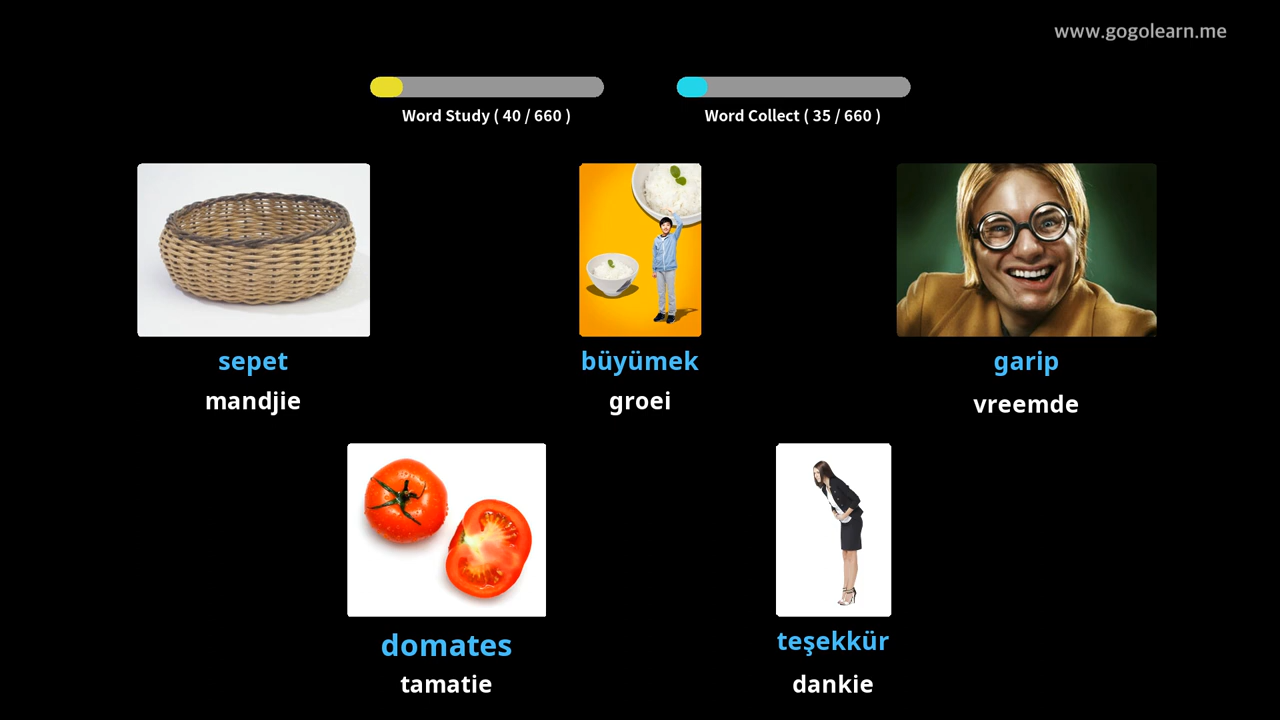 www.gogolearn.me
Word Study ( 40 / 660 )
Word Collect ( 35 / 660 )
sepet
büyümek
garip
mandjie
groei
vreemde
domates
teşekkür
tamatie
dankie